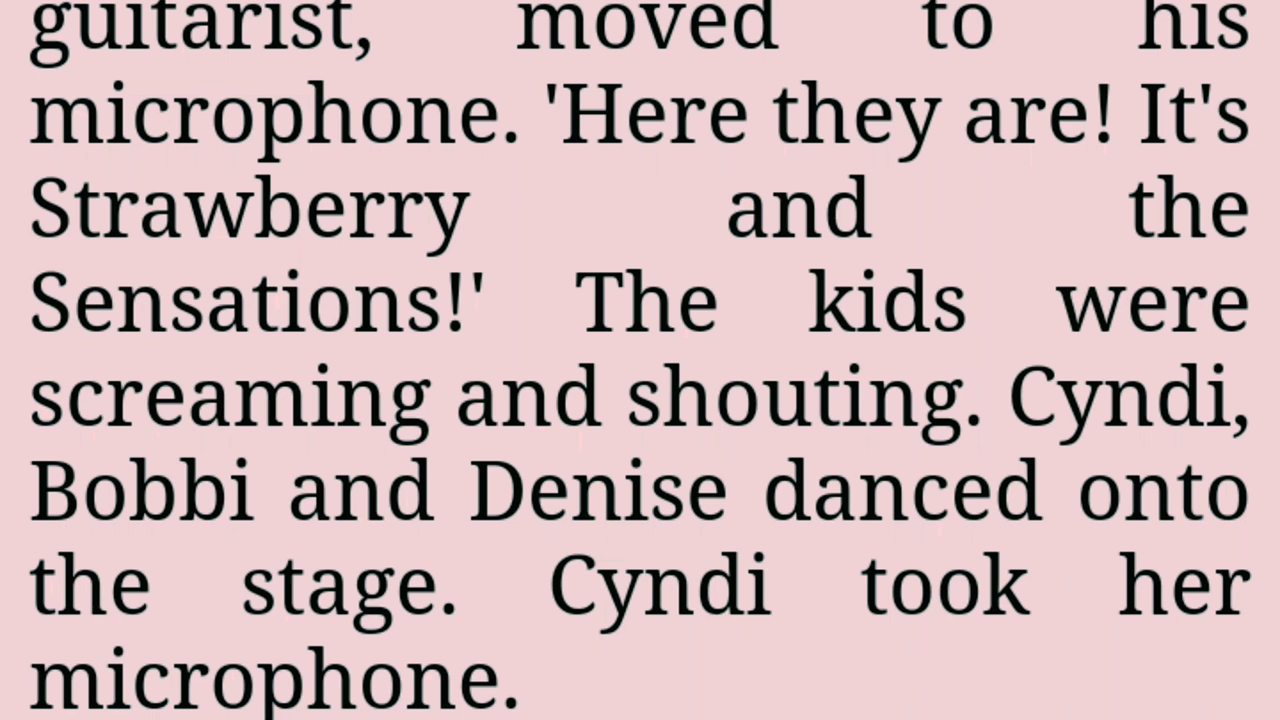 guitarist, moved to his
microphone. 'Here they are! It's
Strawberry and the
Sensations!' The kids were
screaming and shouting. Cyndi,
Bobbi and Denise danced onto
the stage. Cyndi took her
microphone.